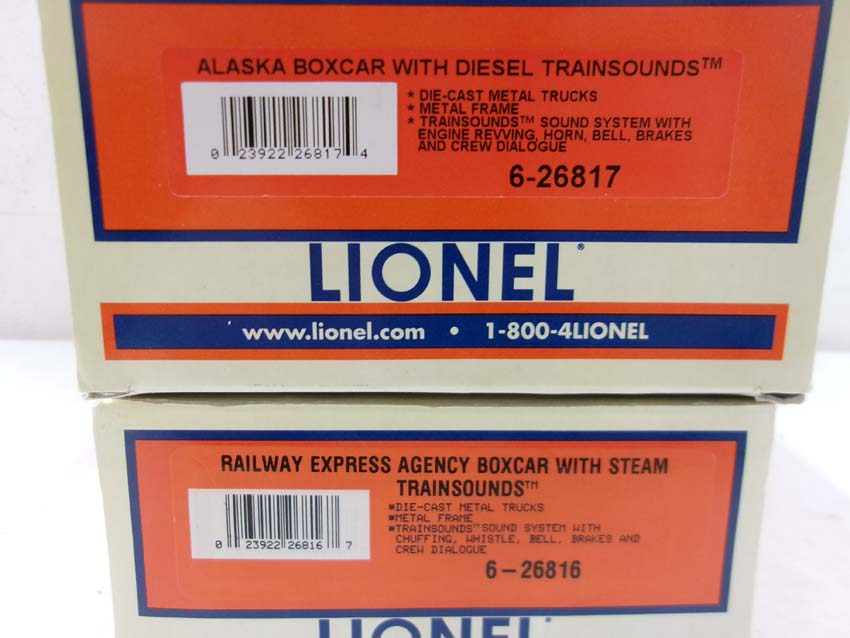 ALASKA BOXCAR WITH DIESEL TRAINSOUNDS™
* DIE-CAST METAL TRUCKS
* METAL FRAME
* TRAINSOUNDS™ SOUND SYSTEM WITH
ENGINE REVVING, HORN, BELL, BRAKES
AND CREW DIALOGUE
0 23922 26817 4
6-26817
LIONEL®
www.lionel.com • 1-800-4LIONEL
RAILWAY EXPRESS AGENCY BOXCAR WITH STEAM
TRAINSOUNDS™
■DIE-CAST METAL TRUCKS
■METAL FRAME
■TRAINSOUNDS™ SOUND SYSTEM WITH
CHUFFING, WHISTLE, BELL, BRAKES AND
CREW DIALOGUE
0 23922 26816 7
6-26816
LIONEL®